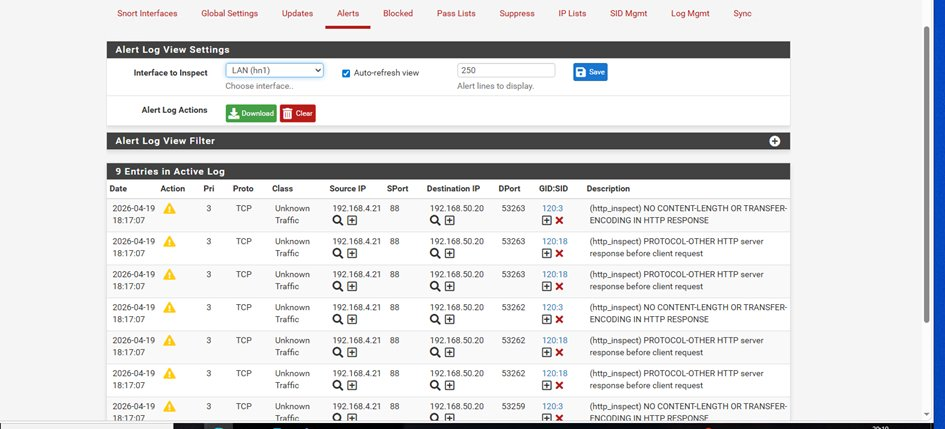 Snort Interfaces Global Settings Updates Alerts Blocked Pass Lists Suppress IP Lists SID Mgmt Log Mgmt Sync
Alert Log View Settings
Interface to Inspect LAN (hn1) Auto-refresh view 250 Save
Choose interface.. Alert lines to display.
Alert Log Actions Download Clear
Alert Log View Filter
9 Entries in Active Log
Date Action Pri Proto Class Source IP SPort Destination IP DPort GID:SID Description
2026-04-19 3 TCP Unknown 192.168.4.21 88 192.168.50.20 53263 120:3 (http_inspect) NO CONTENT-LENGTH OR TRANSFER-
18:17:07 Traffic ENCODING IN HTTP RESPONSE
2026-04-19 3 TCP Unknown 192.168.4.21 88 192.168.50.20 53263 120:18 (http_inspect) PROTOCOL-OTHER HTTP server
18:17:07 Traffic response before client request
2026-04-19 3 TCP Unknown 192.168.4.21 88 192.168.50.20 53263 120:18 (http_inspect) PROTOCOL-OTHER HTTP server
18:17:07 Traffic response before client request
2026-04-19 3 TCP Unknown 192.168.4.21 88 192.168.50.20 53262 120:3 (http_inspect) NO CONTENT-LENGTH OR TRANSFER-
18:17:07 Traffic ENCODING IN HTTP RESPONSE
2026-04-19 3 TCP Unknown 192.168.4.21 88 192.168.50.20 53262 120:18 (http_inspect) PROTOCOL-OTHER HTTP server
18:17:07 Traffic response before client request
2026-04-19 3 TCP Unknown 192.168.4.21 88 192.168.50.20 53262 120:18 (http_inspect) PROTOCOL-OTHER HTTP server
18:17:07 Traffic response before client request
2026-04-19 3 TCP Unknown 192.168.4.21 88 192.168.50.20 53259 120:3 (http_inspect) NO CONTENT-LENGTH OR TRANSFER-
18:17:07 Traffic ENCODING IN HTTP RESPONSE